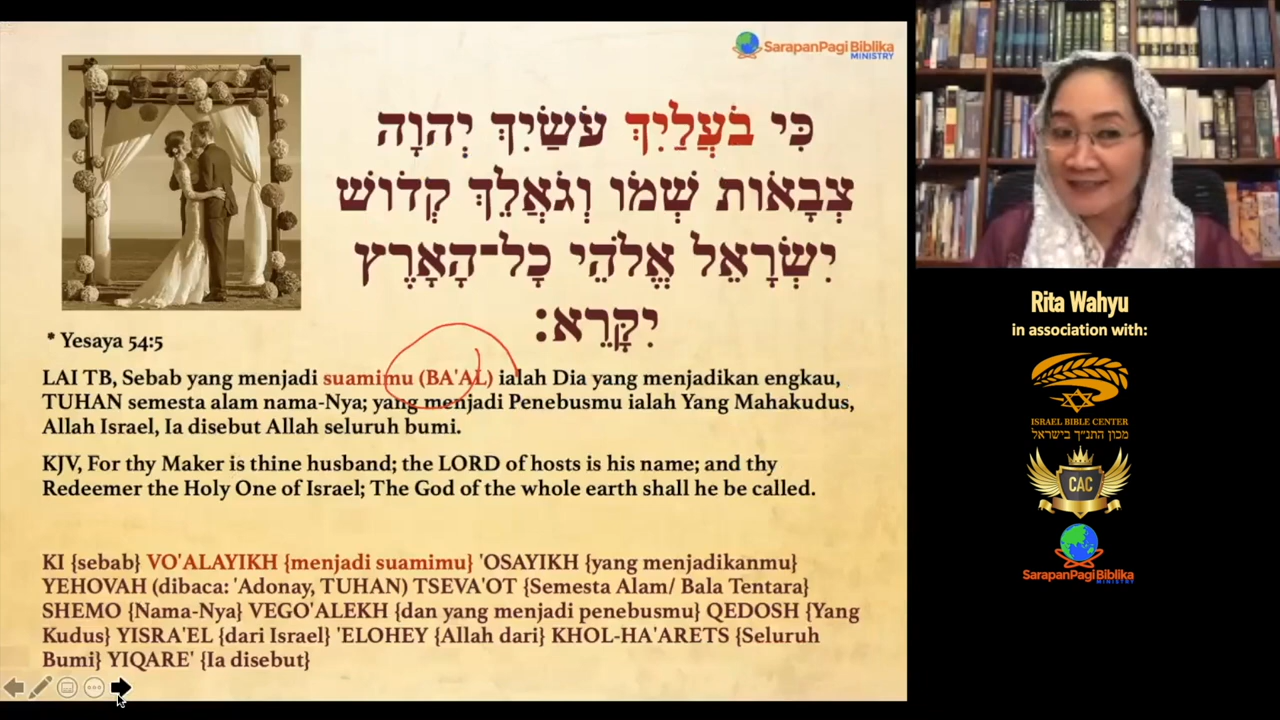 SarapanPagi Biblika
MINISTRY
כִּי בֹעֲלַיִךְ עֹשַׂיִךְ יְהוָה
צְבָאוֹת שְׁמוֹ וְגֹאֲלֵךְ קְדוֹשׁ
יִשְׂרָאֵל אֱלֹהֵי כָל־הָאָרֶץ
יִקָּרֵא׃
* Yesaya 54:5
LAI TB, Sebab yang menjadi suamimu (BA'AL) ialah Dia yang menjadikan engkau,
TUHAN semesta alam nama-Nya; yang menjadi Penebusmu ialah Yang Mahakudus,
Allah Israel, Ia disebut Allah seluruh bumi.
KJV, For thy Maker is thine husband; the LORD of hosts is his name; and thy
Redeemer the Holy One of Israel; The God of the whole earth shall he be called.
KI {sebab} VO'ALAYIKH {menjadi suamimu} 'OSAYIKH {yang menjadikanmu}
YEHOVAH (dibaca: 'Adonay, TUHAN) TSEVA'OT {Semesta Alam/ Bala Tentara}
SHEMO {Nama-Nya} VEGO'ALEKH {dan yang menjadi penebusmu} QEDOSH {Yang
Kudus} YISRA'EL {dari Israel} 'ELOHEY {Allah dari} KHOL-HA'ARETS {Seluruh
Bumi} YIQARE' {Ia disebut}
Rita Wahyu
in association with:
ISRAEL BIBLE CENTER
מכון התנ״ך בישראל
CAC
SarapanPagi Biblika
MINISTRY